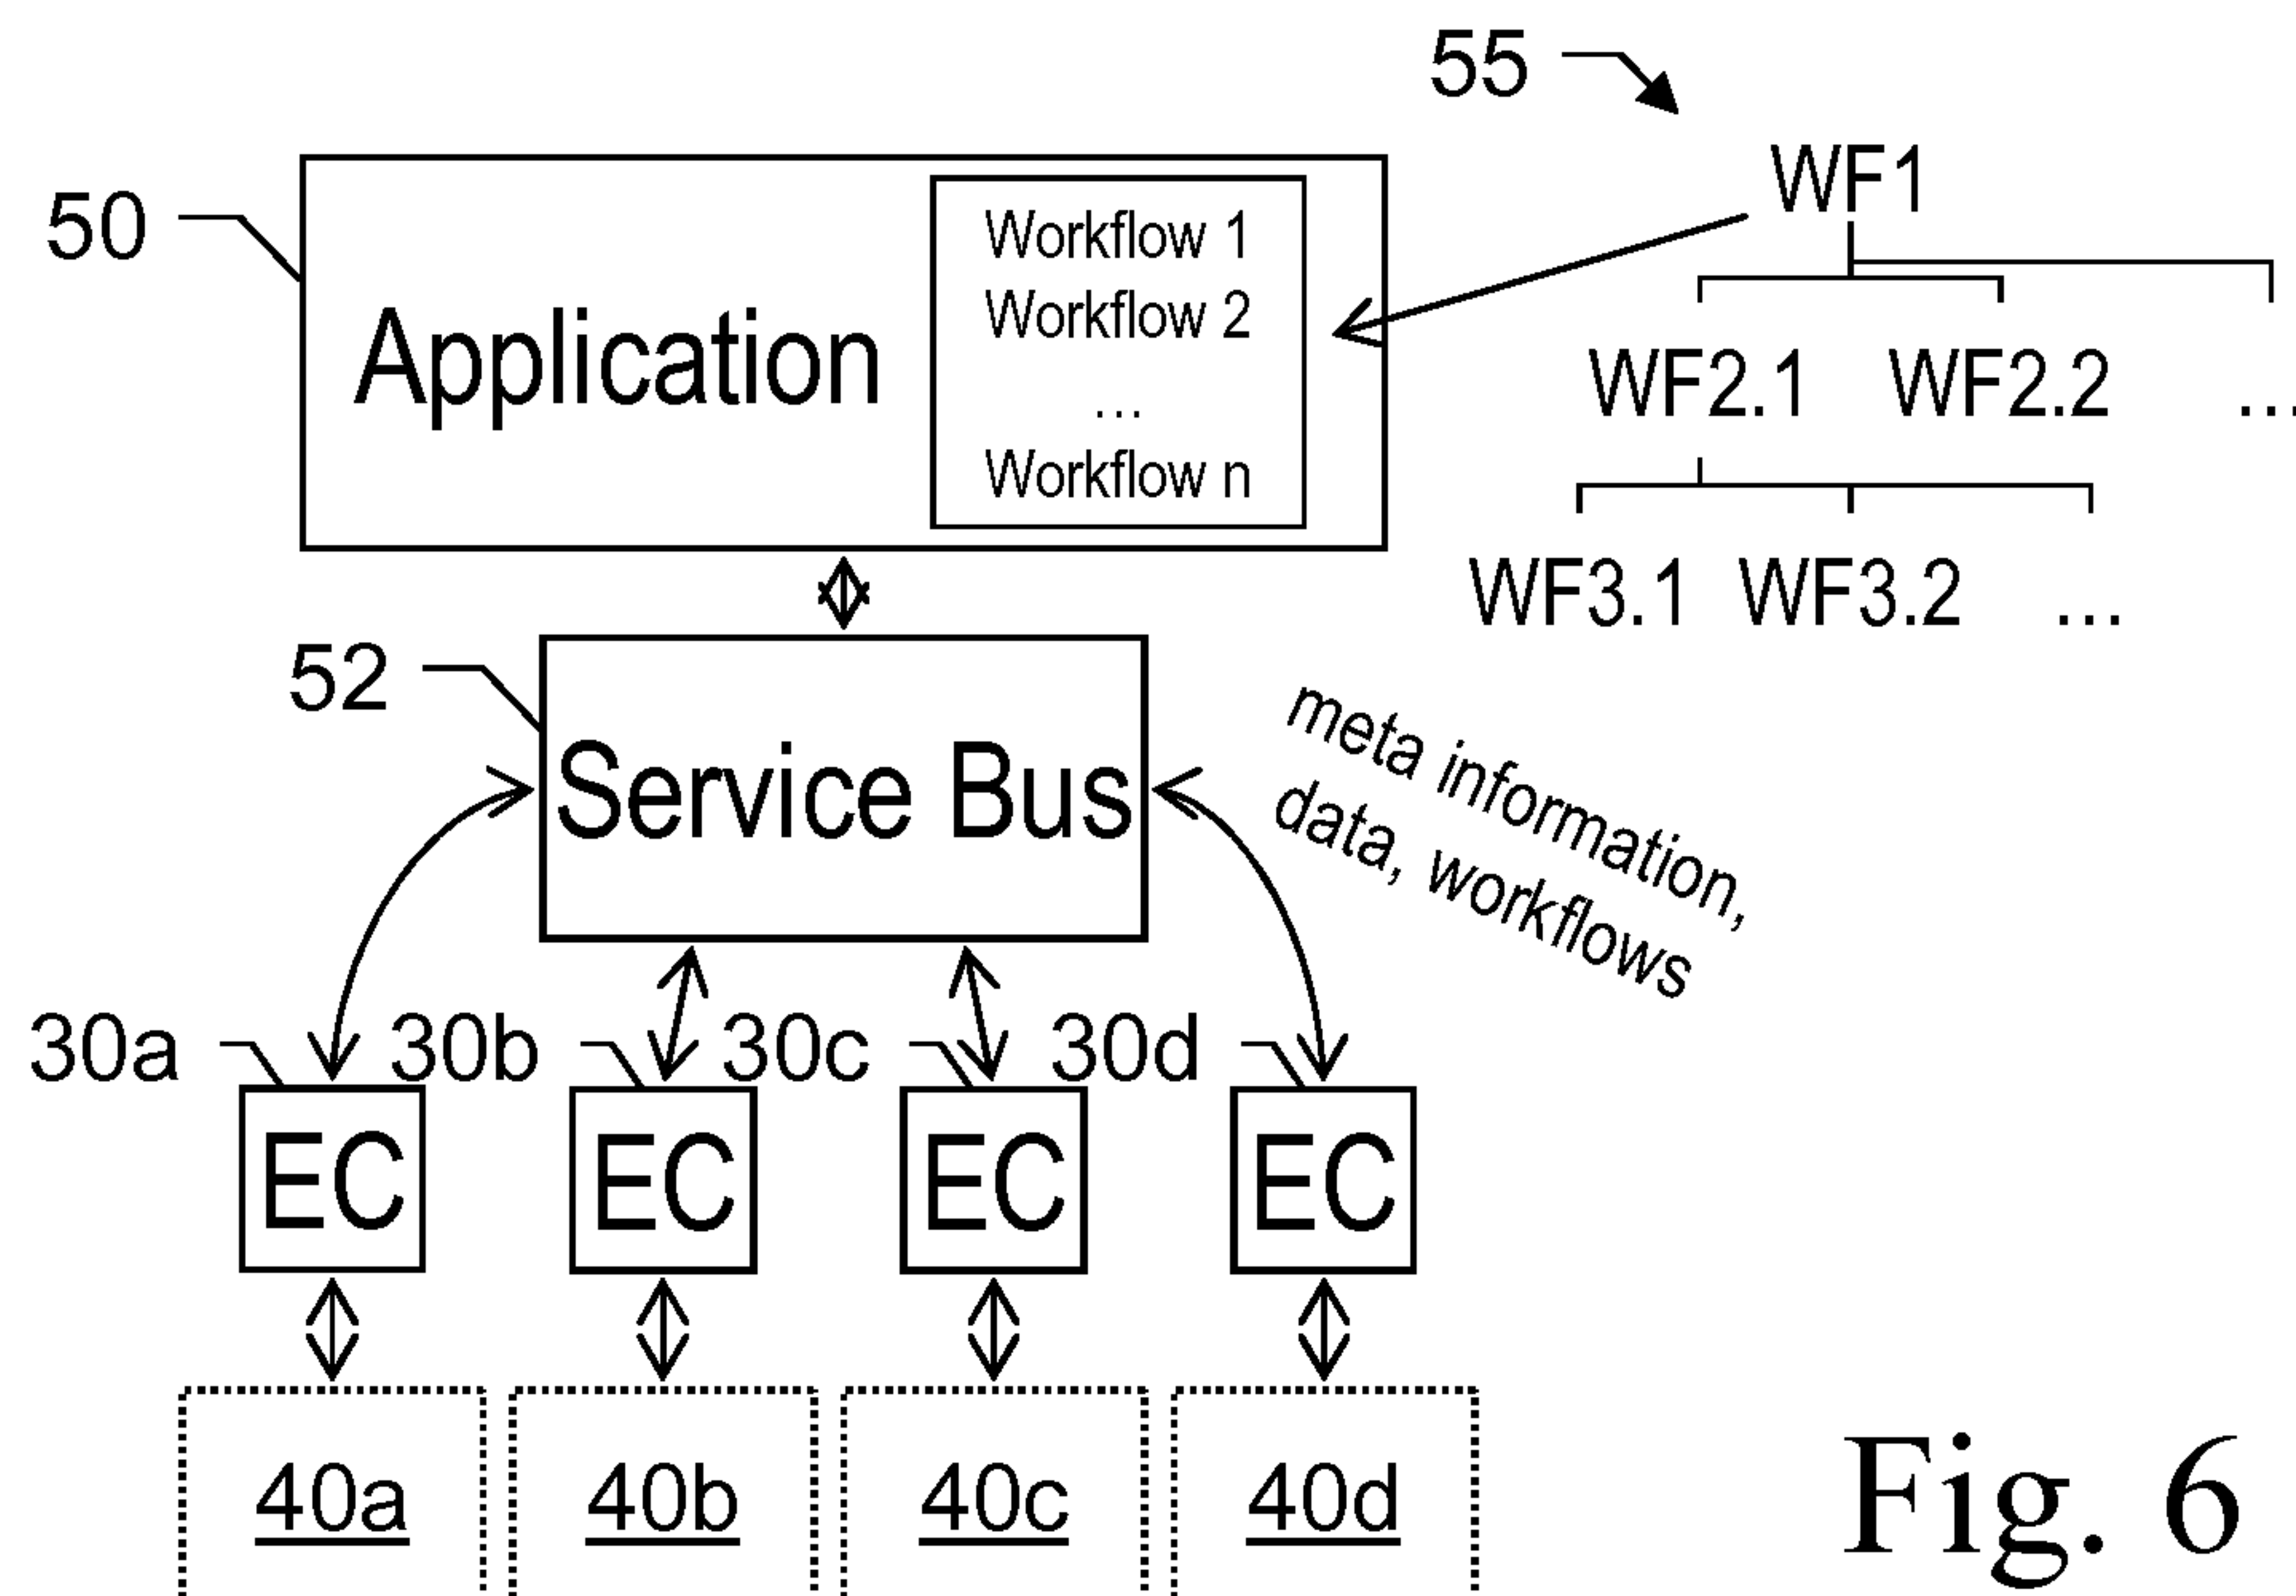 55
WF1
50
Application
Workflow 1
Workflow 2
...
Workflow n
WF2.1 WF2.2 ...
WF3.1 WF3.2 ...
52
Service Bus
meta information,
data, workflows
30a 30b 30c 30d
EC EC EC EC
40a 40b 40c 40d
Fig. 6